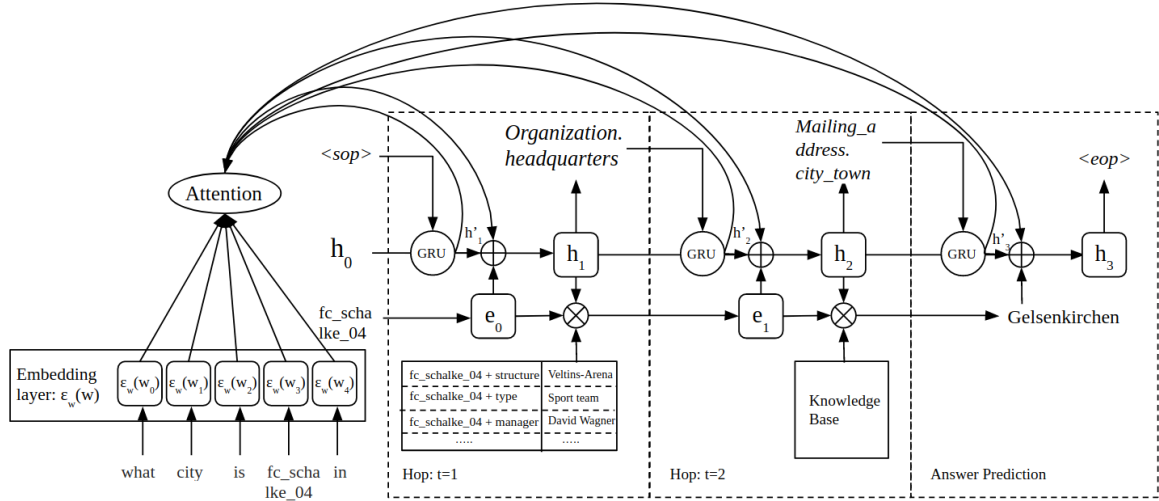 Organization.
headquarters
Mailing_a
ddress.
city_town
<sop>
<eop>
Attention
h0
GRU
h'1
h1
GRU
h'2
h2
GRU
h'3
h3
fc_scha
lke_04
e0
e1
Gelsenkirchen
Embedding
layer: εw(w)
εw(w0)
εw(w1)
εw(w2)
εw(w3)
εw(w4)
fc_schalke_04 + structure
Veltins-Arena
fc_schalke_04 + type
Sport team
fc_schalke_04 + manager
David Wagner
.....
.....
Knowledge
Base
what
city
is
fc_scha
lke_04
in
Hop: t=1
Hop: t=2
Answer Prediction